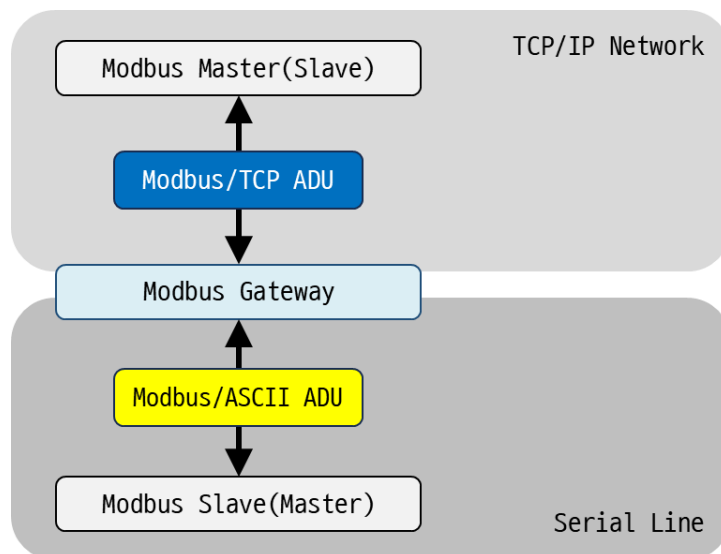 TCP/IP Network
Modbus Master(Slave)
Modbus/TCP ADU
Modbus Gateway
Modbus/ASCII ADU
Modbus Slave(Master)
Serial Line